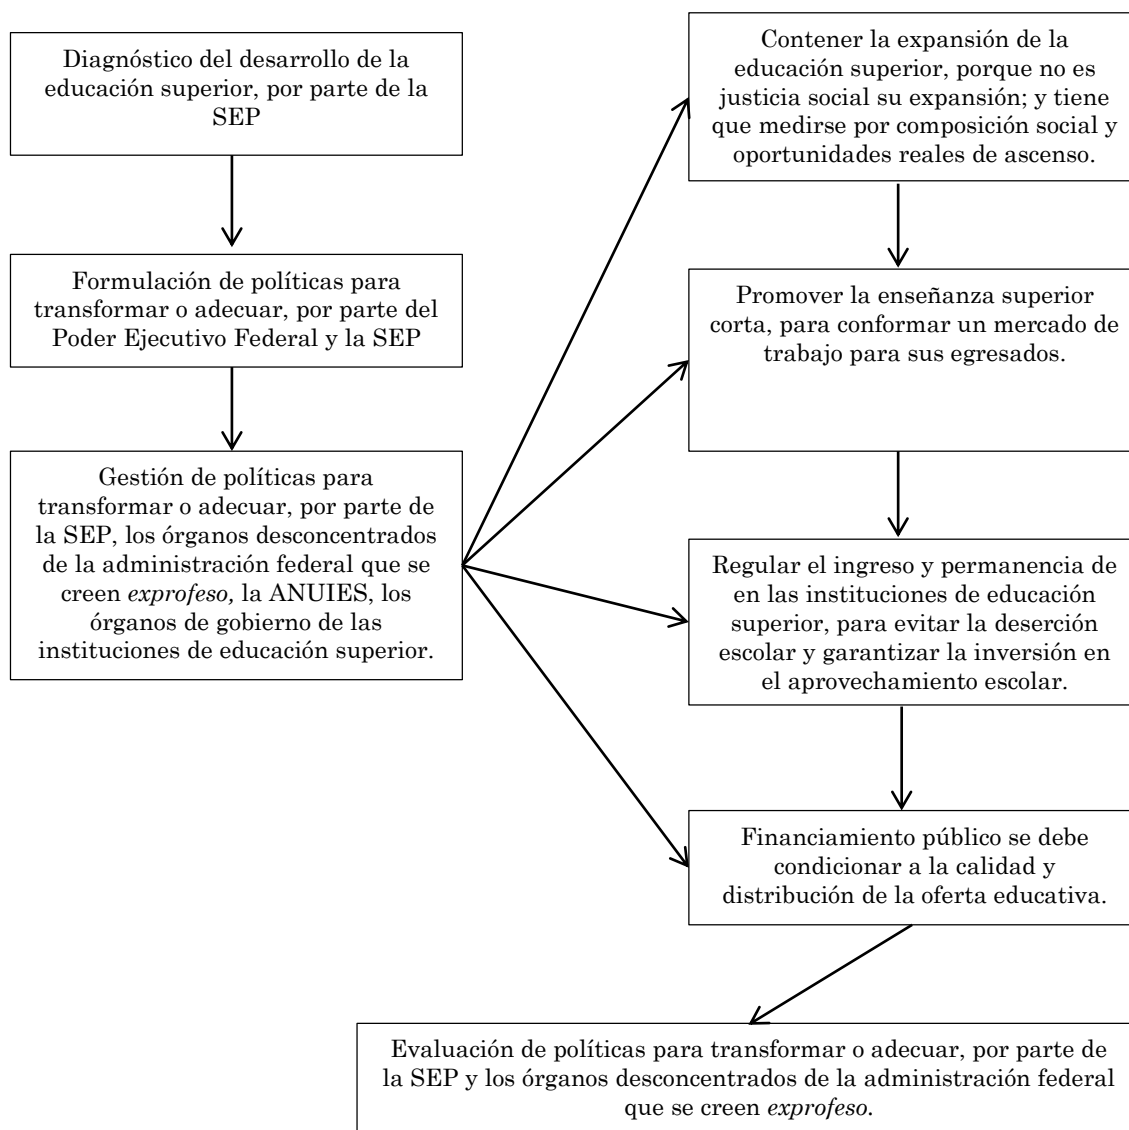 Diagnóstico del desarrollo de la
educación superior, por parte de la
SEP
Formulación de políticas para
transformar o adecuar, por parte del
Poder Ejecutivo Federal y la SEP
Gestión de políticas para
transformar o adecuar, por parte de
la SEP, los órganos desconcentrados
de la administración federal que se
creen exprofeso, la ANUIES, los
órganos de gobierno de las
instituciones de educación superior.
Contener la expansión de la
educación superior, porque no es
justicia social su expansión; y tiene
que medirse por composición social y
oportunidades reales de ascenso.
Promover la enseñanza superior
corta, para conformar un mercado de
trabajo para sus egresados.
Regular el ingreso y permanencia de
en las instituciones de educación
superior, para evitar la deserción
escolar y garantizar la inversión en
el aprovechamiento escolar.
Financiamiento público se debe
condicionar a la calidad y
distribución de la oferta educativa.
Evaluación de políticas para transformar o adecuar, por parte de
la SEP y los órganos desconcentrados de la administración federal
que se creen exprofeso.